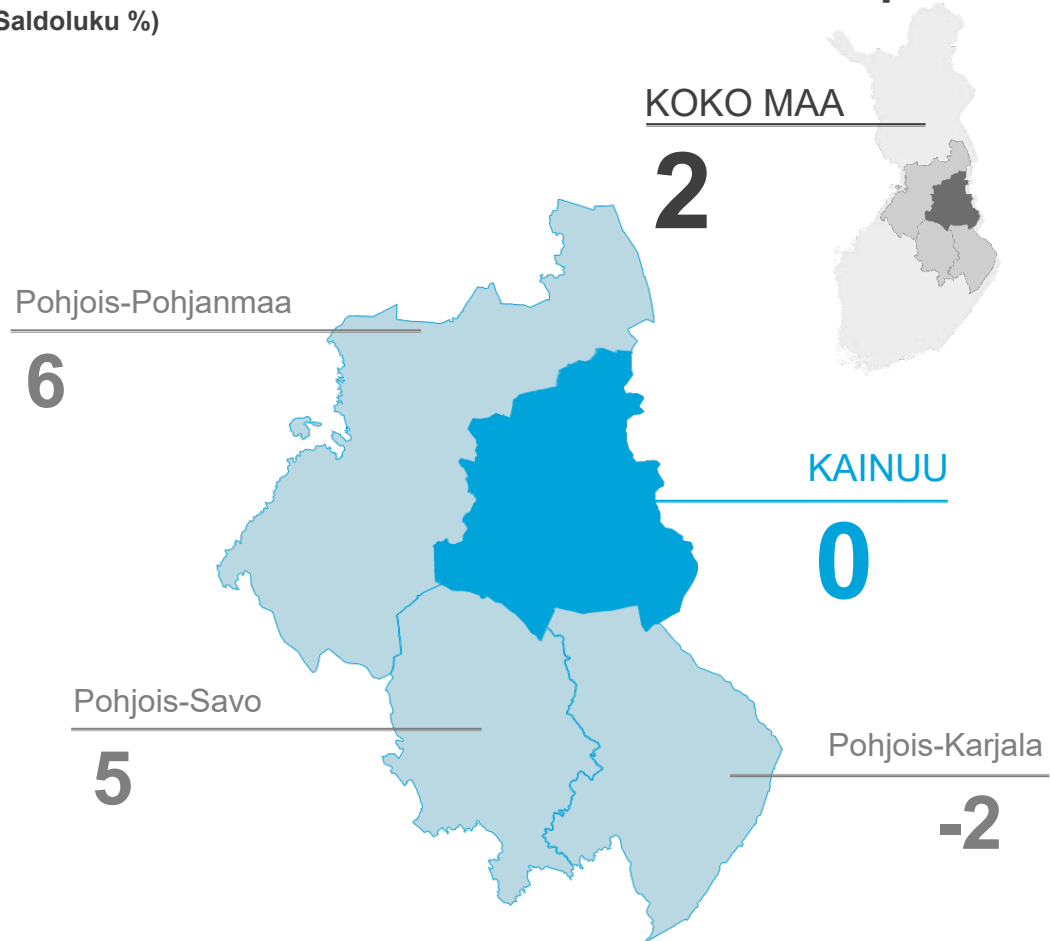 Saldoluku %)
KOKO MAA
2
Pohjois-Pohjanmaa
6
KAINUU
0
Pohjois-Savo
5
Pohjois-Karjala
-2